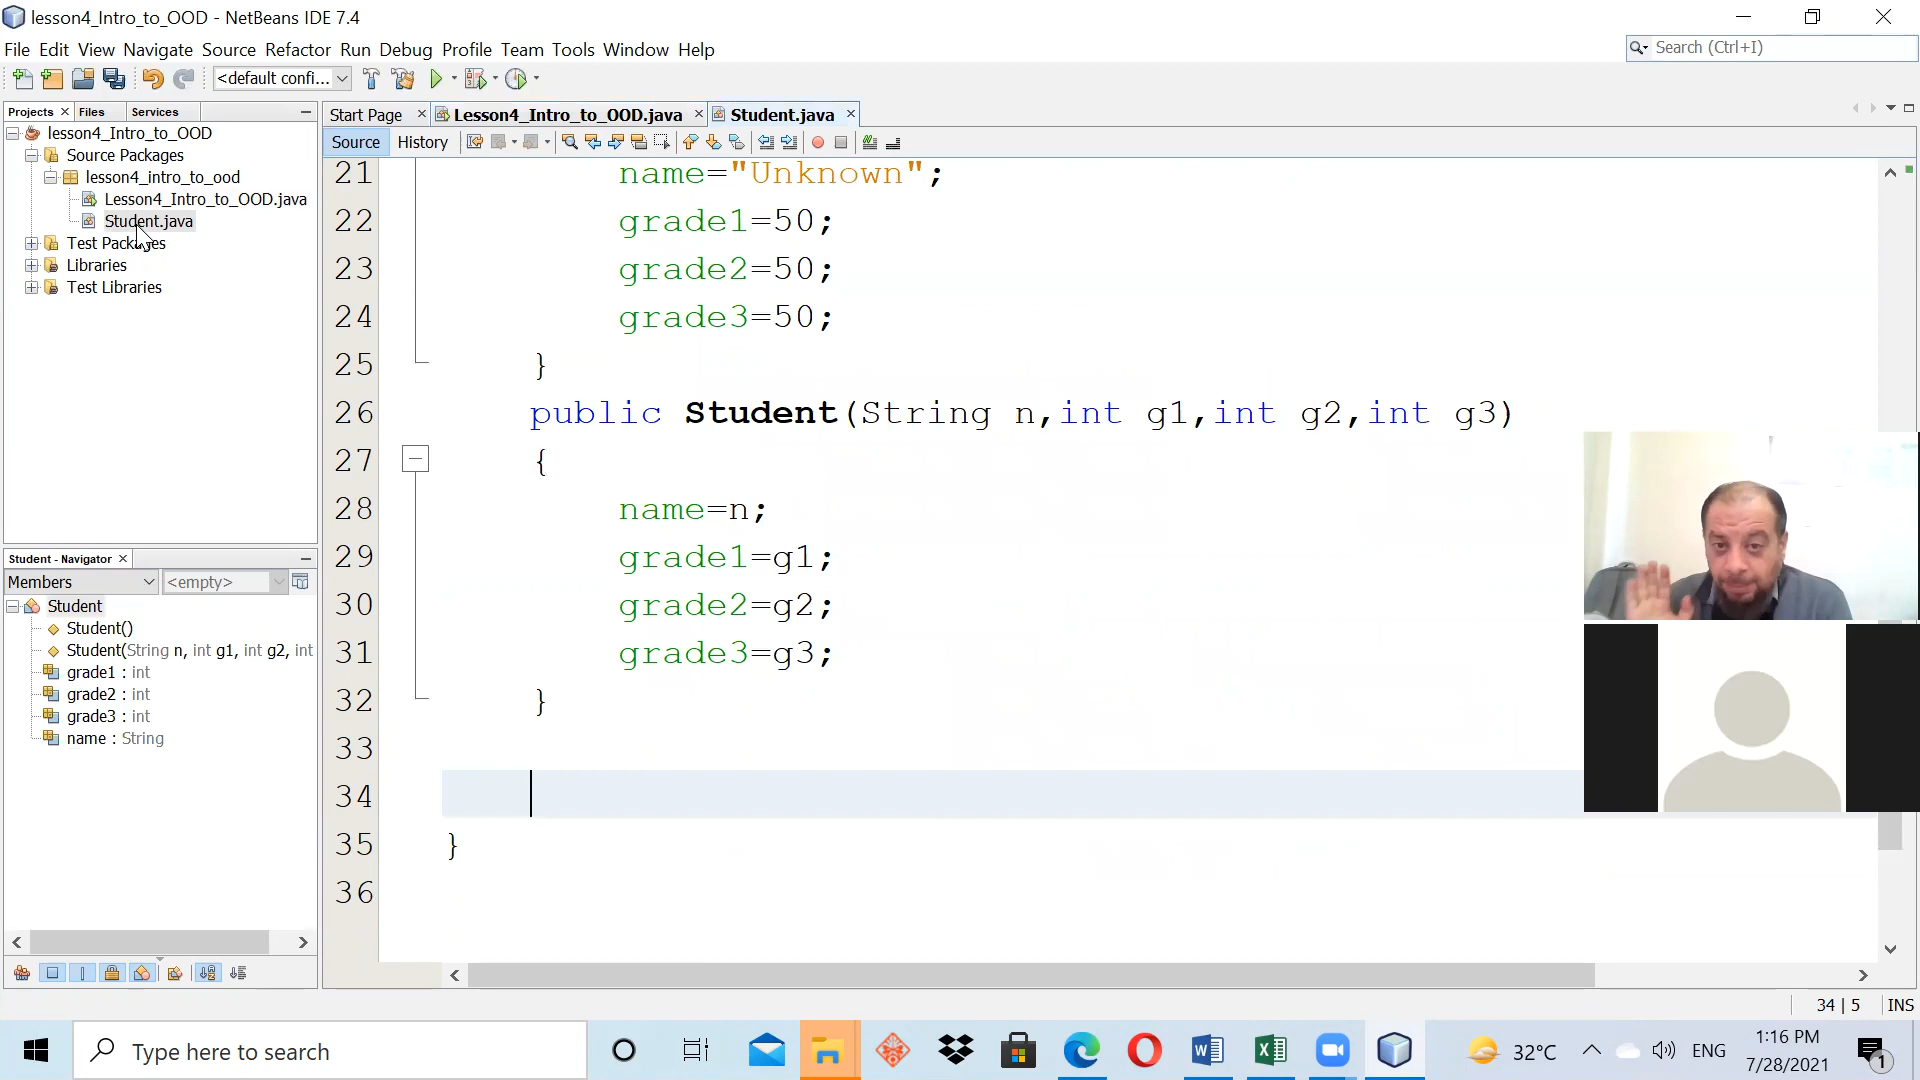 lesson4_Intro_to_OOD - NetBeans IDE 7.4
File Edit View Navigate Source Refactor Run Debug Profile Team Tools Window Help
Search (Ctrl+I)
<default confi...
Projects Files Services
Start Page Lesson4_Intro_to_OOD.java Student.java
Source History
lesson4_Intro_to_OOD
Source Packages
lesson4_intro_to_ood
Lesson4_Intro_to_OOD.java
Student.java
Test Packages
Libraries
Test Libraries
Student - Navigator
Members <empty>
Student
Student()
Student(String n, int g1, int g2, int
grade1 : int
grade2 : int
grade3 : int
name : String
21 name="Unknown";
22 grade1=50;
23 grade2=50;
24 grade3=50;
25 }
26 public Student(String n,int g1,int g2,int g3)
27 {
28 name=n;
29 grade1=g1;
30 grade2=g2;
31 grade3=g3;
32 }
33
34
35 }
36
34 | 5 INS
Type here to search
32°C ENG
1:16 PM
7/28/2021
1